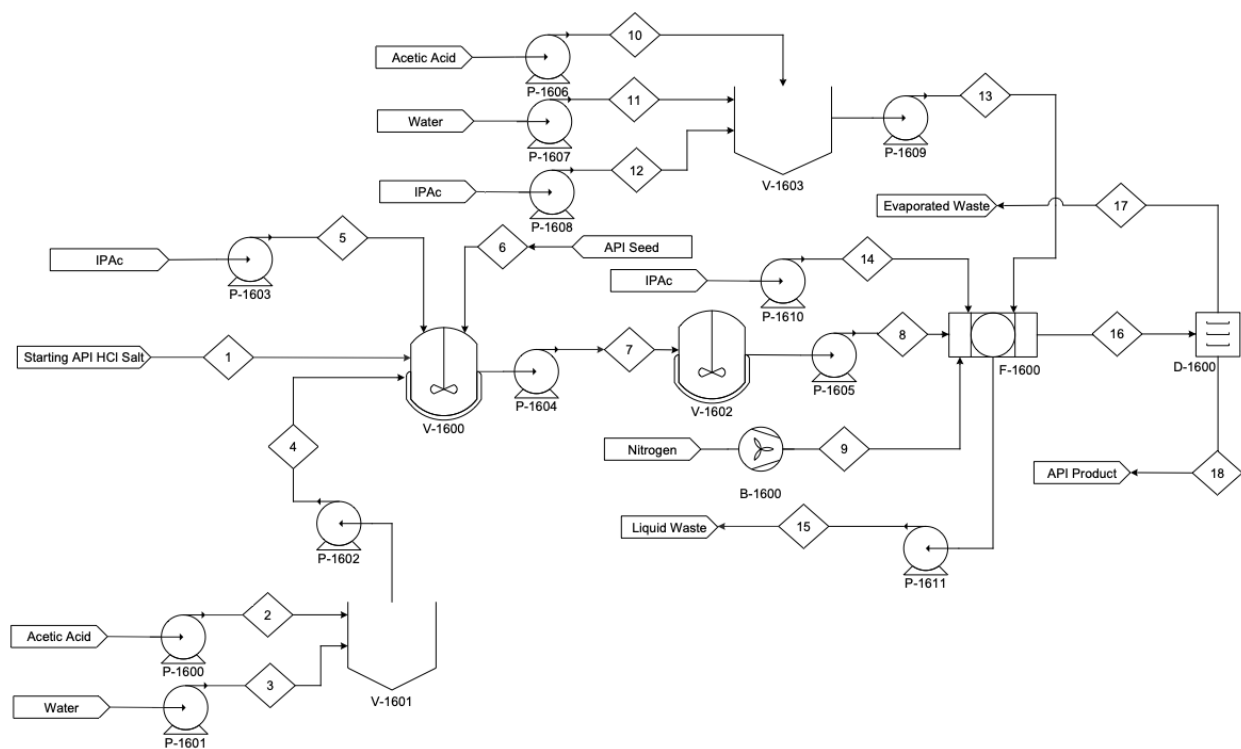 10
Acetic Acid
P-1606
11
13
Water
P-1607
P-1609
12
IPAc
P-1608
V-1603
Evaporated Waste
17
5
6
API Seed
IPAc
P-1603
14
IPAc
P-1610
Starting API HCl Salt
1
7
8
16
P-1604
P-1605
F-1600
D-1600
V-1600
V-1602
4
Nitrogen
9
B-1600
API Product
18
Liquid Waste
15
P-1602
P-1611
2
Acetic Acid
P-1600
3
Water
P-1601
V-1601